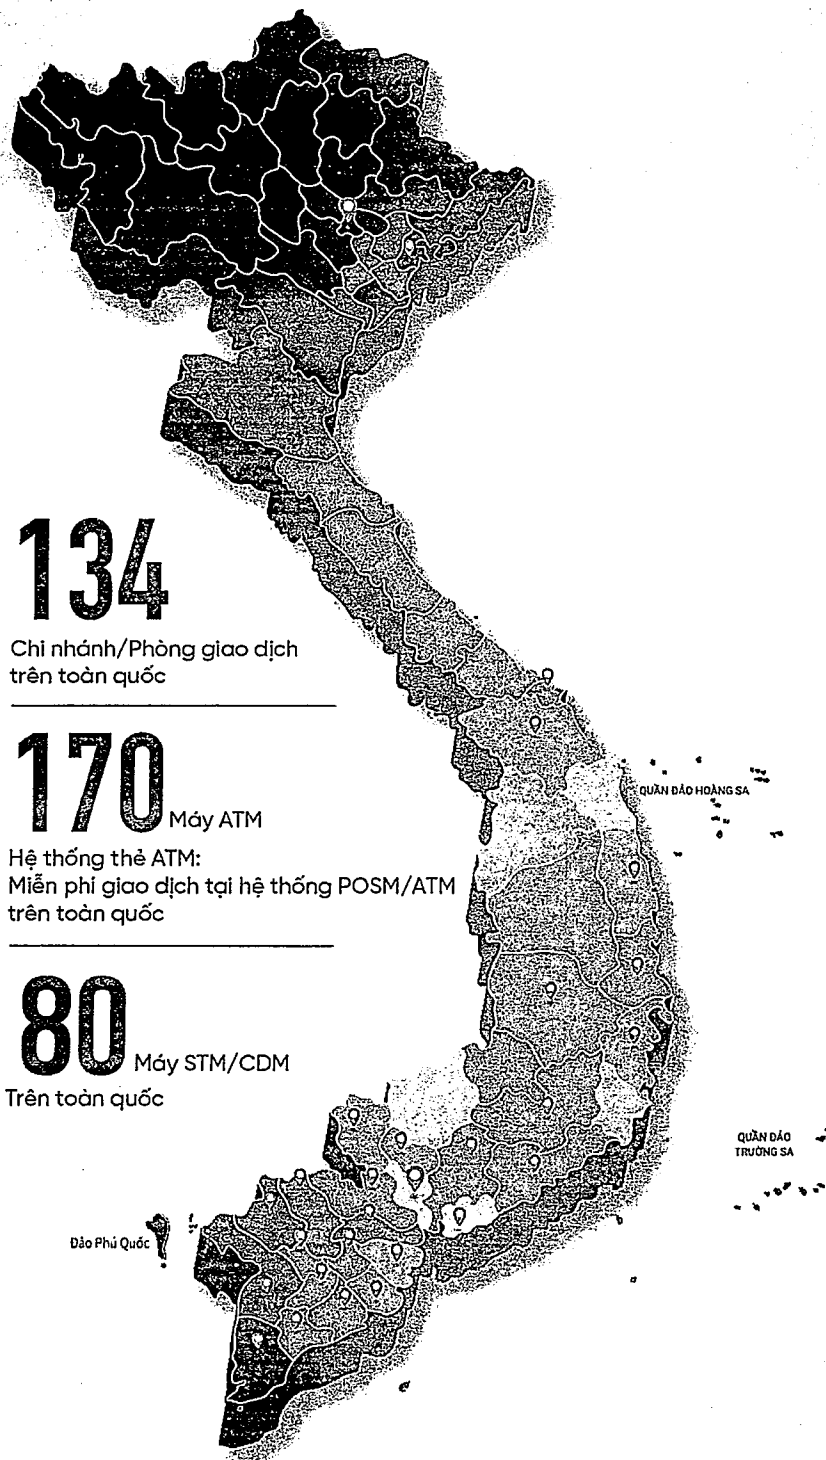 134
Chi nhánh/Phòng giao dịch
trên toàn quốc
170 Máy ATM
Hệ thống thẻ ATM:
Miễn phí giao dịch tại hệ thống POSM/ATM
trên toàn quốc
80 Máy STM/CDM
Trên toàn quốc
QUẦN ĐẢO HOÀNG SA
QUẦN ĐẢO
TRƯỜNG SA
Đảo Phú Quốc